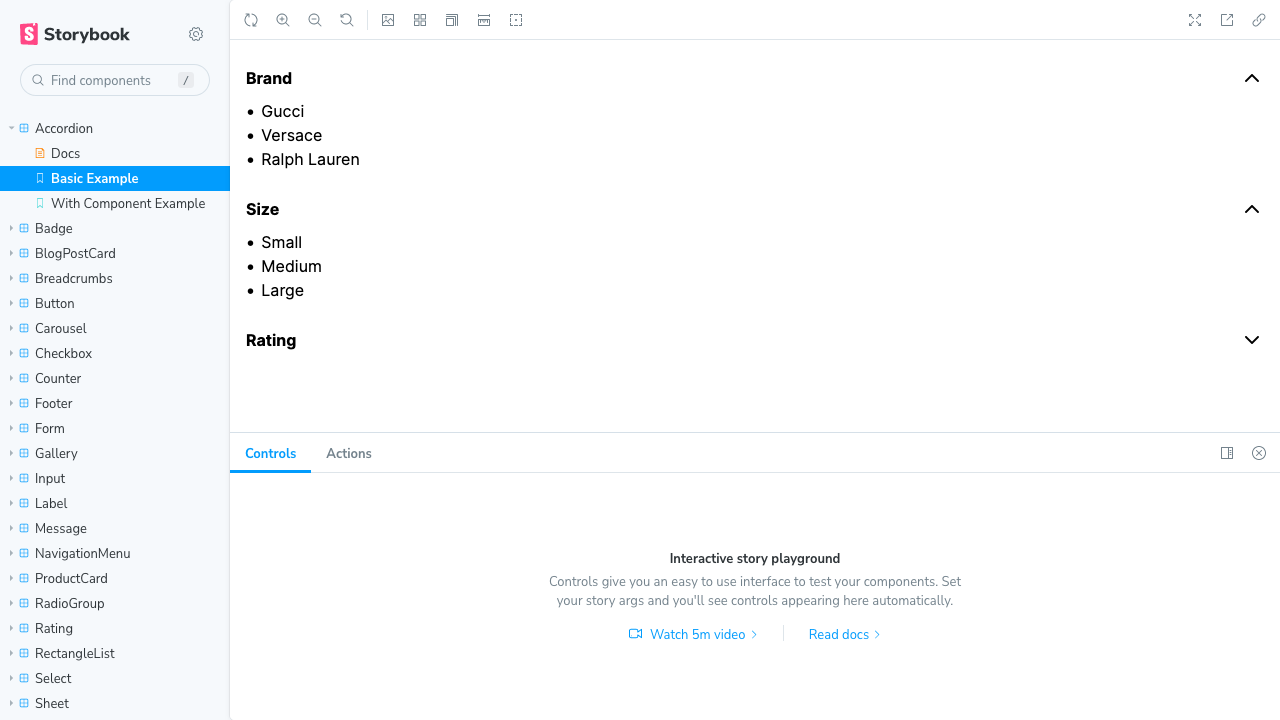 Storybook
Find components /
Accordion
Docs
Basic Example
With Component Example
Badge
BlogPostCard
Breadcrumbs
Button
Carousel
Checkbox
Counter
Footer
Form
Gallery
Input
Label
Message
NavigationMenu
ProductCard
RadioGroup
Rating
RectangleList
Select
Sheet
Brand
• Gucci
• Versace
• Ralph Lauren
Size
• Small
• Medium
• Large
Rating
Controls Actions
Interactive story playground
Controls give you an easy to use interface to test your components. Set
your story args and you'll see controls appearing here automatically.
Watch 5m video Read docs